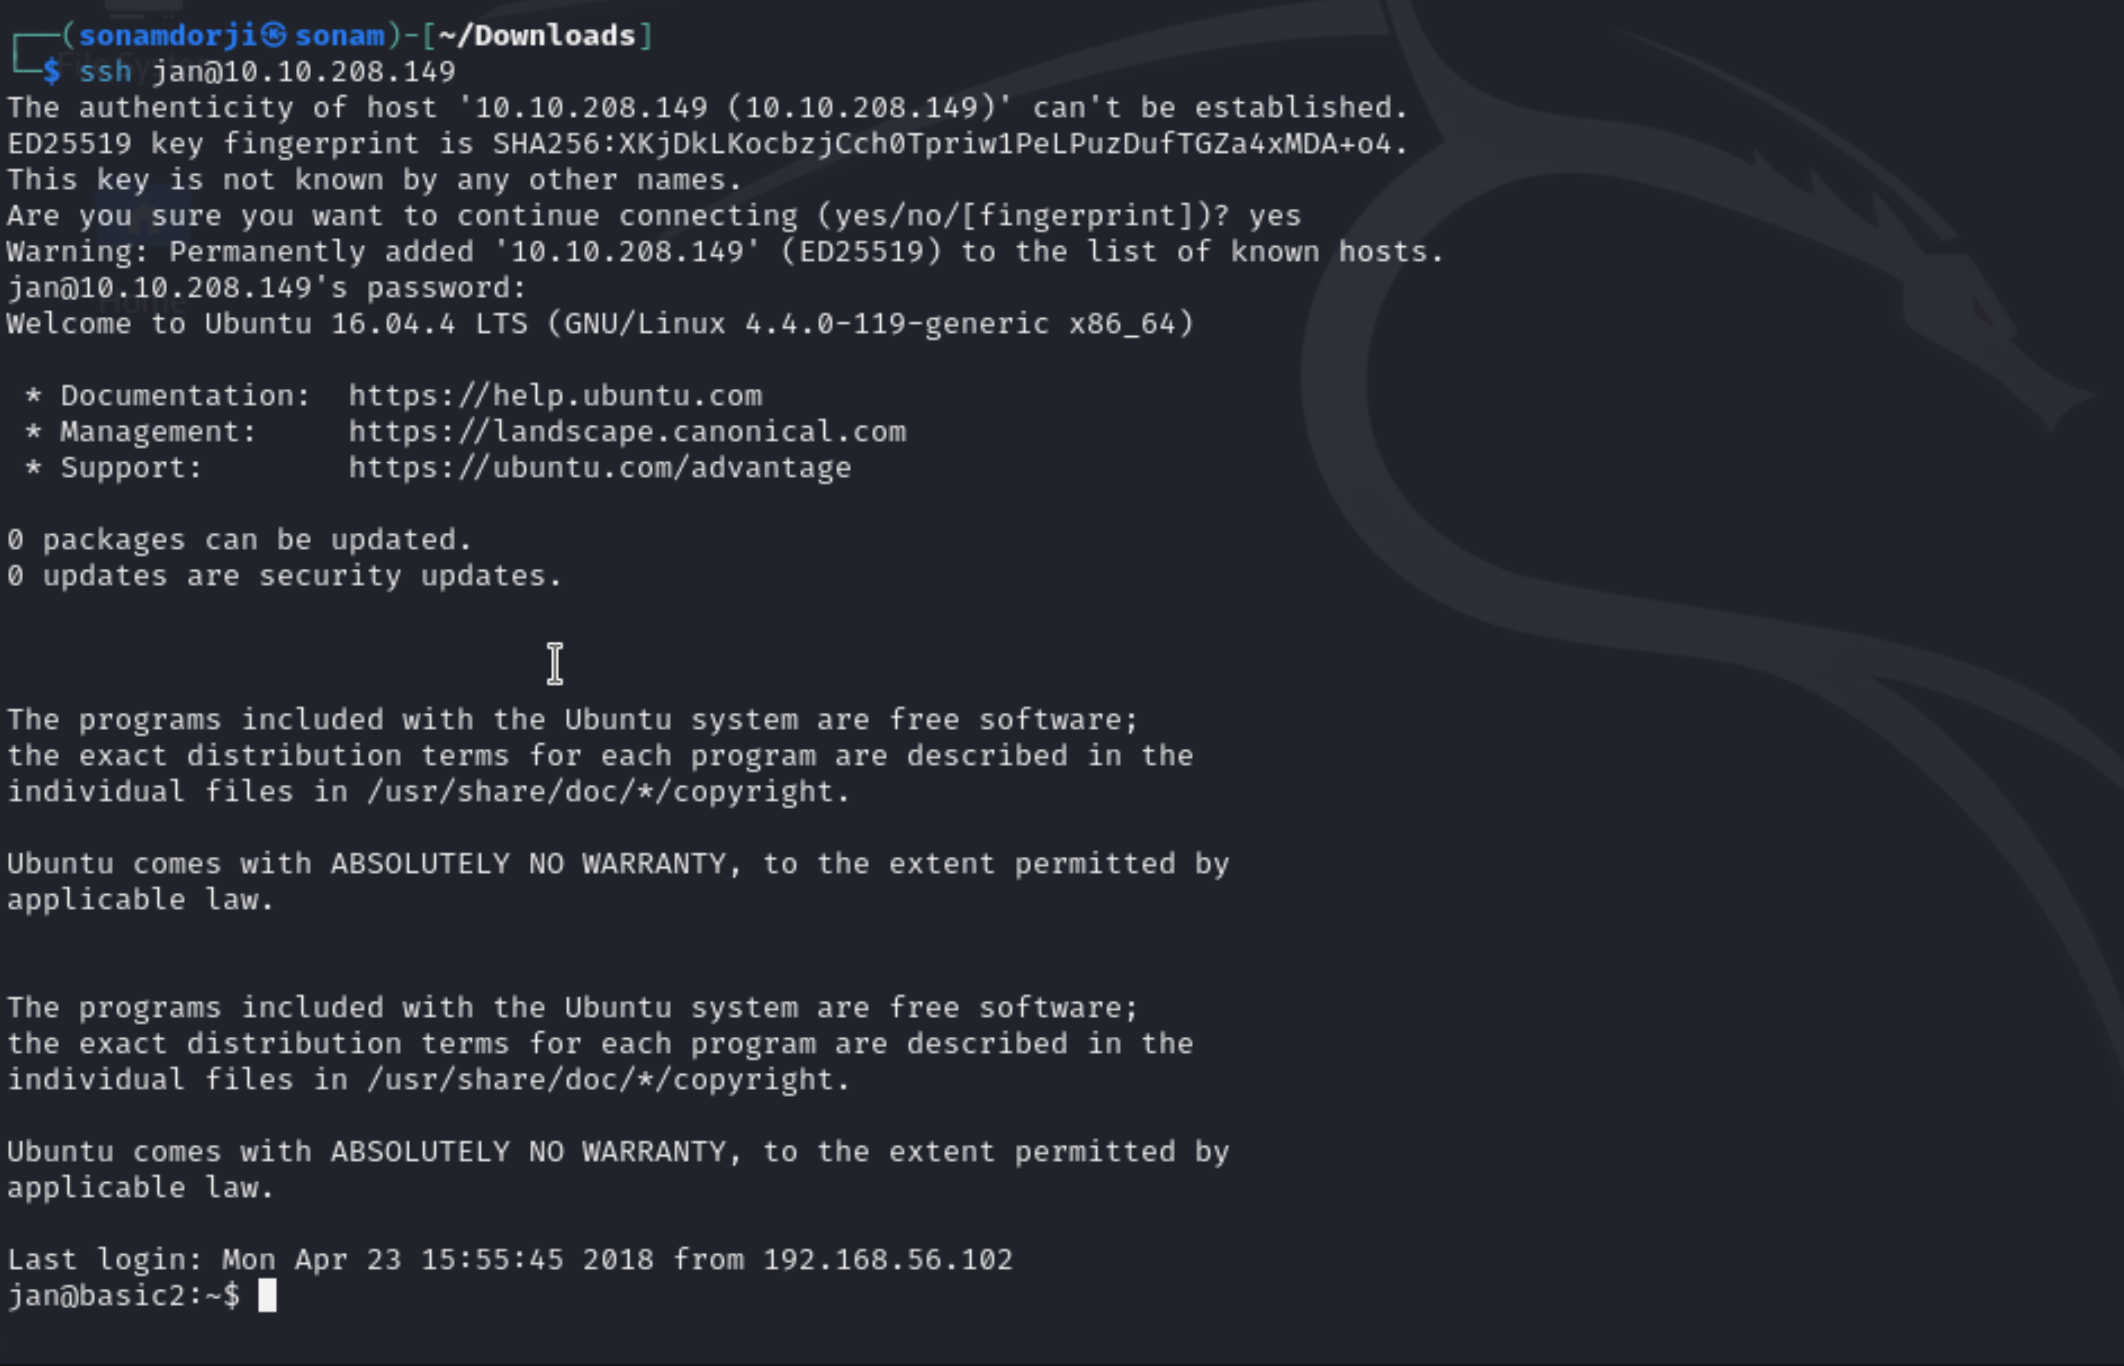 ┌──(sonamdorji㉿sonam)-[~/Downloads]
└─$ ssh jan@10.10.208.149
The authenticity of host '10.10.208.149 (10.10.208.149)' can't be established.
ED25519 key fingerprint is SHA256:XKjDkLKocbzjCch0Tpriw1PeLPuzDufTGZa4xMDA+o4.
This key is not known by any other names.
Are you sure you want to continue connecting (yes/no/[fingerprint])? yes
Warning: Permanently added '10.10.208.149' (ED25519) to the list of known hosts.
jan@10.10.208.149's password:
Welcome to Ubuntu 16.04.4 LTS (GNU/Linux 4.4.0-119-generic x86_64)
 * Documentation:  https://help.ubuntu.com
 * Management:     https://landscape.canonical.com
 * Support:        https://ubuntu.com/advantage
0 packages can be updated.
0 updates are security updates.
The programs included with the Ubuntu system are free software;
the exact distribution terms for each program are described in the
individual files in /usr/share/doc/*/copyright.
Ubuntu comes with ABSOLUTELY NO WARRANTY, to the extent permitted by
applicable law.
The programs included with the Ubuntu system are free software;
the exact distribution terms for each program are described in the
individual files in /usr/share/doc/*/copyright.
Ubuntu comes with ABSOLUTELY NO WARRANTY, to the extent permitted by
applicable law.
Last login: Mon Apr 23 15:55:45 2018 from 192.168.56.102
jan@basic2:~$